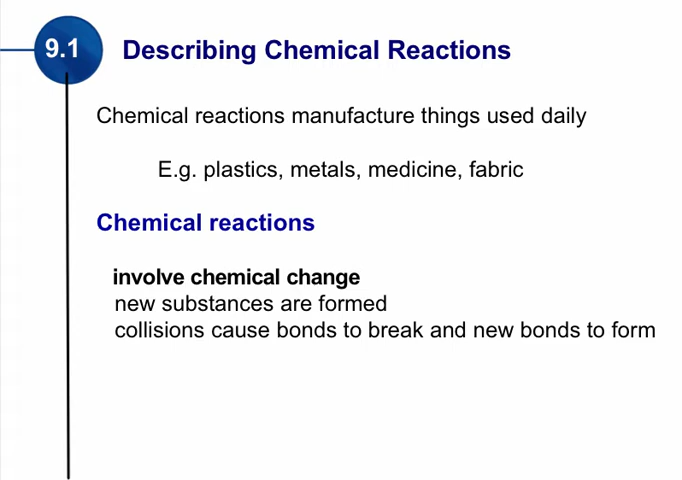 9.1
Describing Chemical Reactions
Chemical reactions manufacture things used daily
E.g. plastics, metals, medicine, fabric
Chemical reactions
involve chemical change
new substances are formed
collisions cause bonds to break and new bonds to form